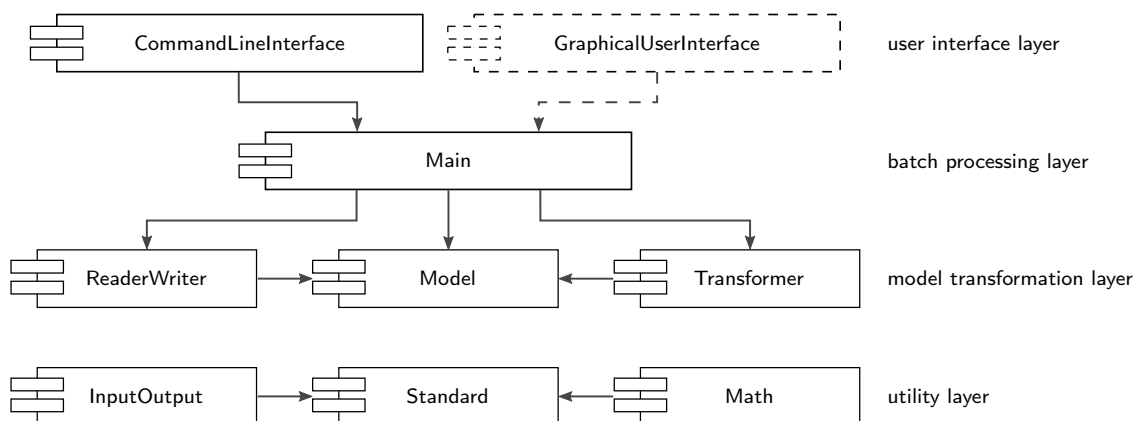 CommandLineInterface GraphicalUserInterface user interface layer
Main batch processing layer
ReaderWriter Model Transformer model transformation layer
InputOutput Standard Math utility layer